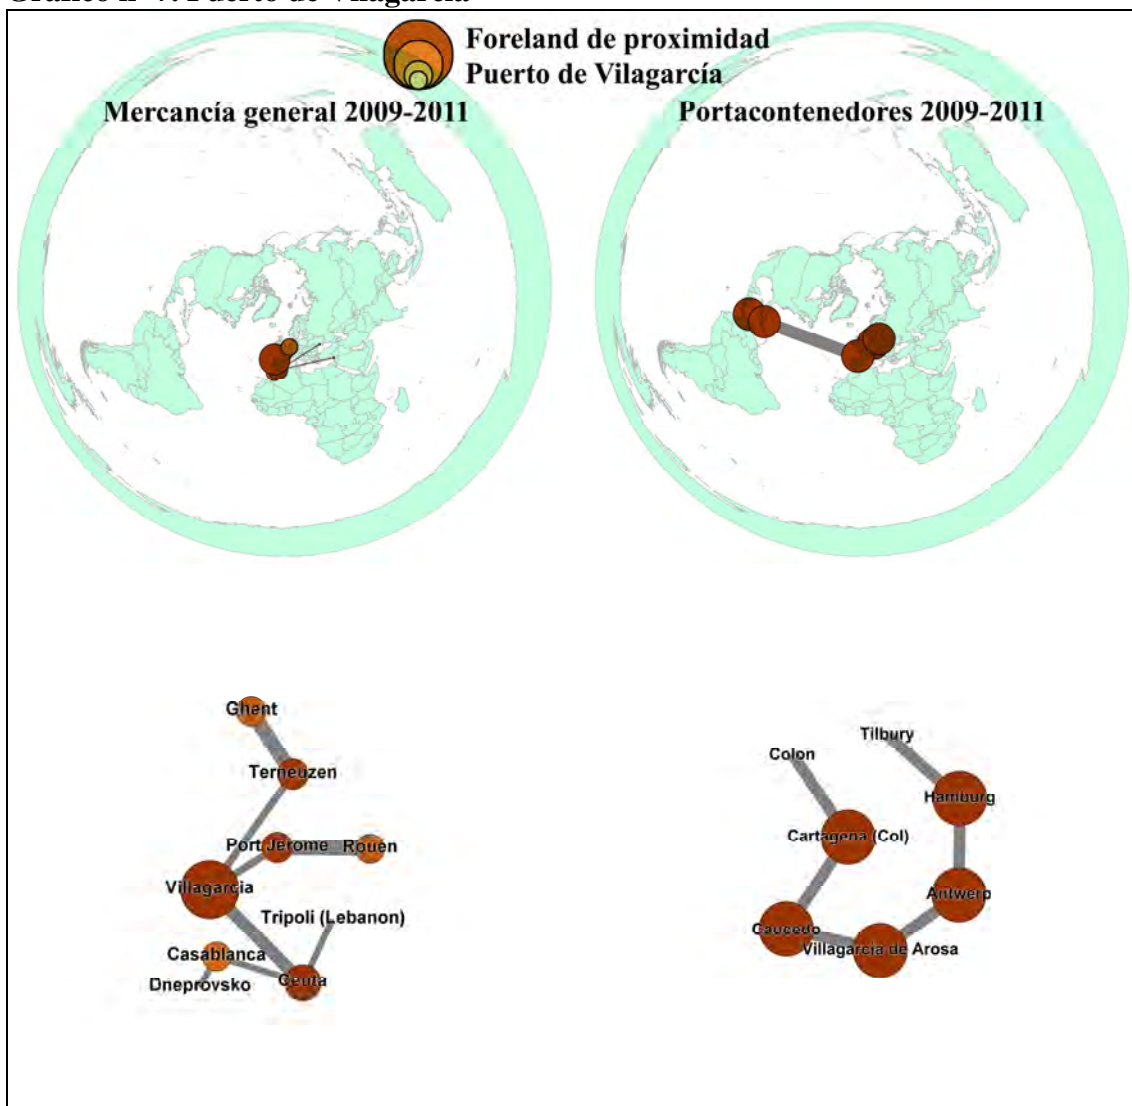 Foreland de proximidad
Puerto de Vilagarcía
Mercancía general 2009-2011
Portacontenedores 2009-2011
Ghent
Terneuzen
Port Jerome
Rouen
Villagarcia
Tripoli (Lebanon)
Casablanca
Dneprovsko
Ceuta
Tilbury
Colon
Hamburg
Cartagena (Col)
Antwerp
Caucedo
Villagarcia de Arosa